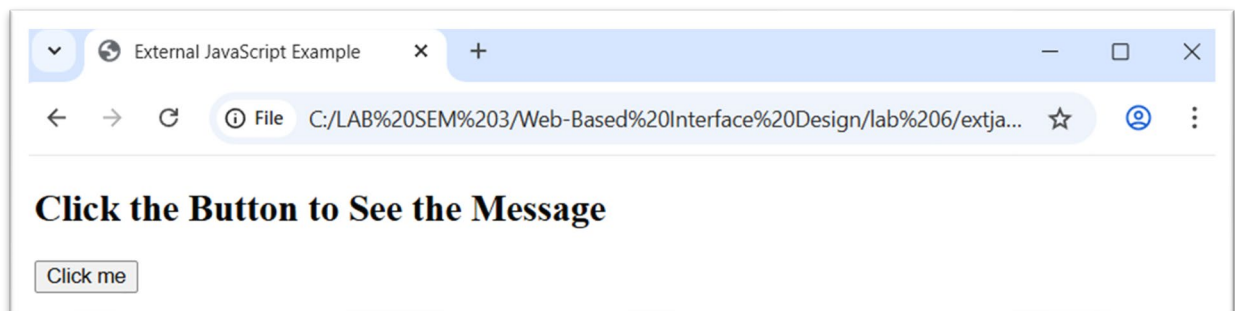 External JavaScript Example
File C:/LAB%20SEM%203/Web-Based%20Interface%20Design/lab%206/extja...
Click the Button to See the Message
Click me